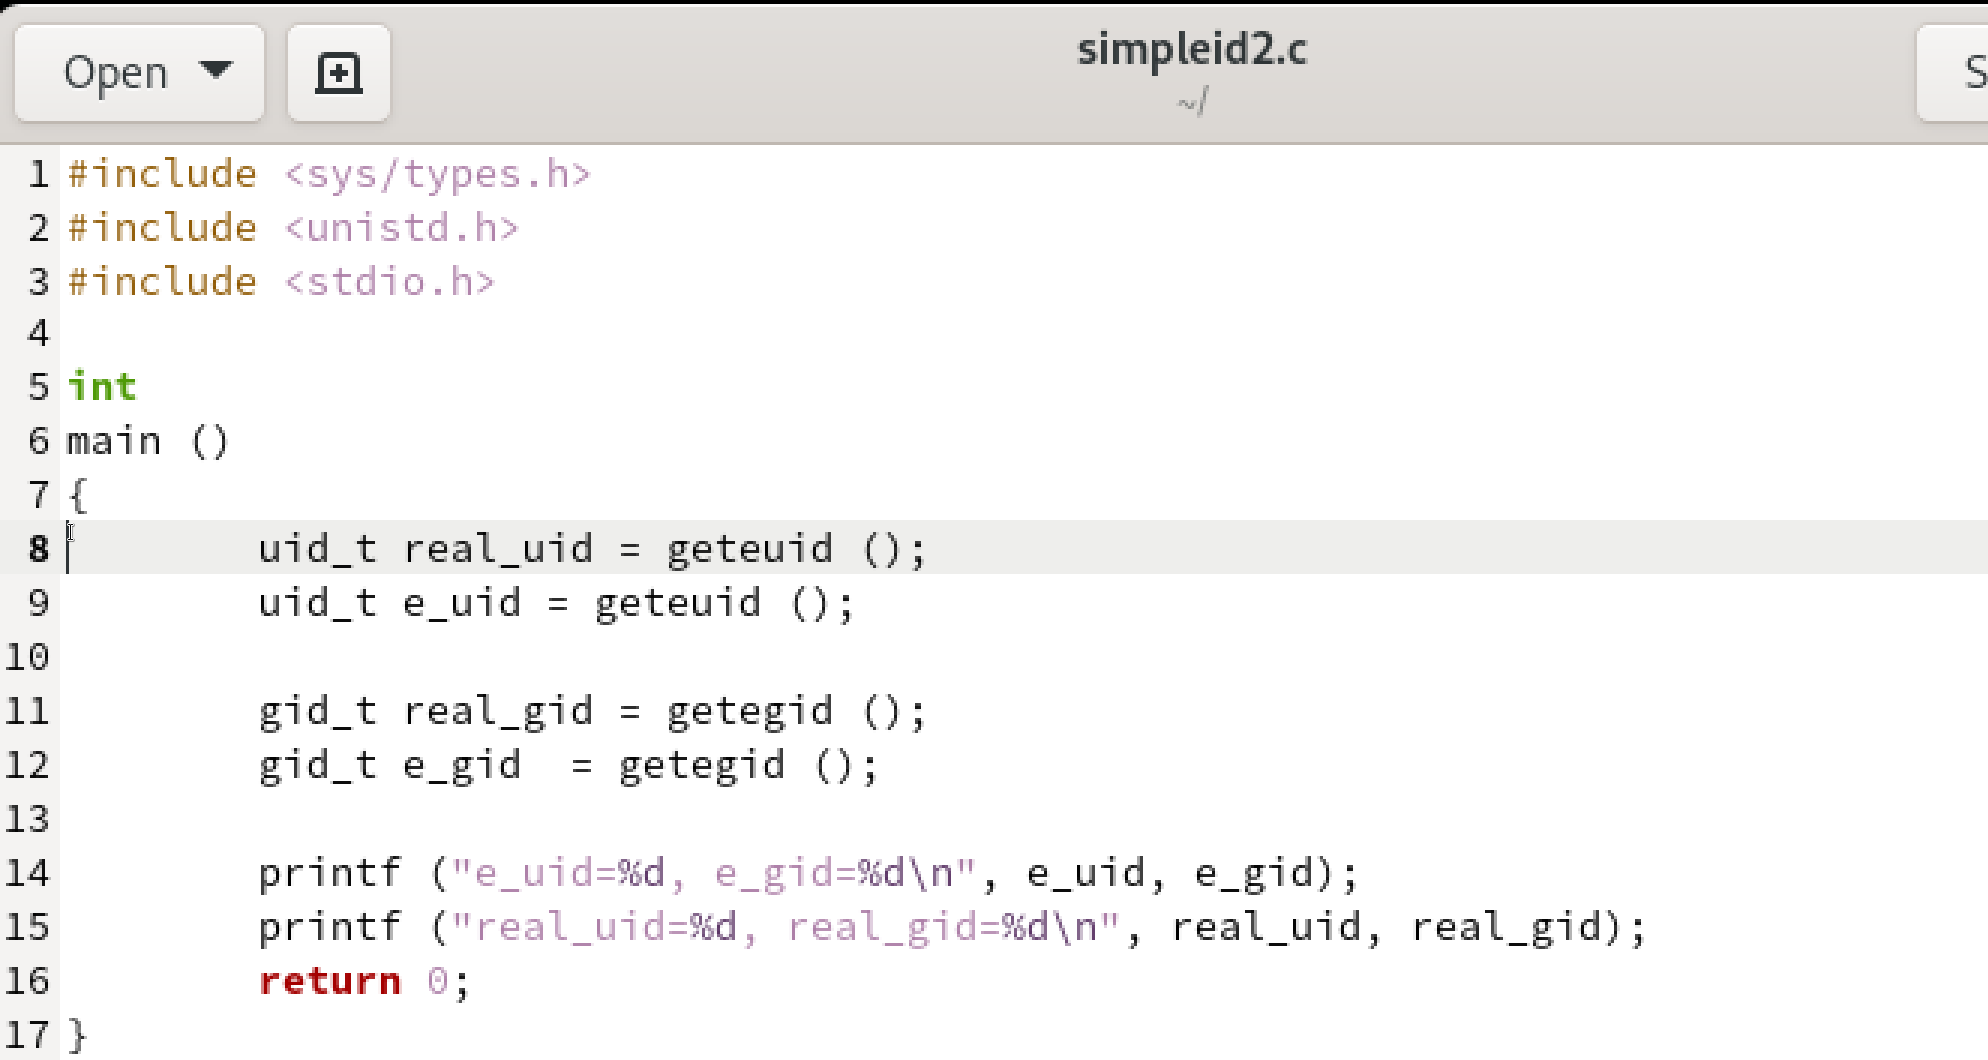 Open
simpleid2.c
~/
S
1 #include <sys/types.h>
2 #include <unistd.h>
3 #include <stdio.h>
4
5 int
6 main ()
7 {
8         uid_t real_uid = geteuid ();
9         uid_t e_uid = geteuid ();
10
11         gid_t real_gid = getegid ();
12         gid_t e_gid  = getegid ();
13
14         printf ("e_uid=%d, e_gid=%d\n", e_uid, e_gid);
15         printf ("real_uid=%d, real_gid=%d\n", real_uid, real_gid);
16         return 0;
17 }